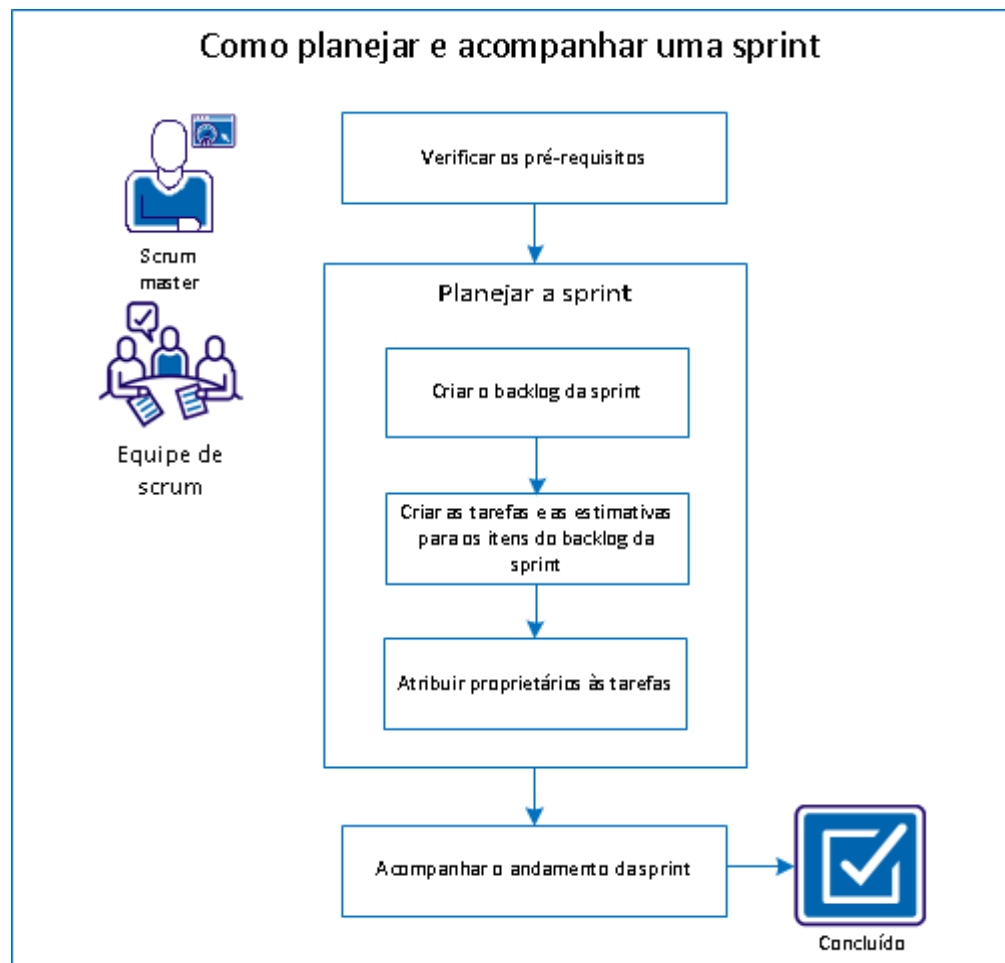 Como planejar e acompanhar uma sprint
Verificar os pré-requisitos
Scrum
master
Planejar a sprint
Criar o backlog da sprint
Equipe de
scrum
Criar as tarefas e as estimativas
para os itens do backlog da
sprint
Atribuir proprietários às tarefas
Acompanhar o andamento da sprint
Concluído